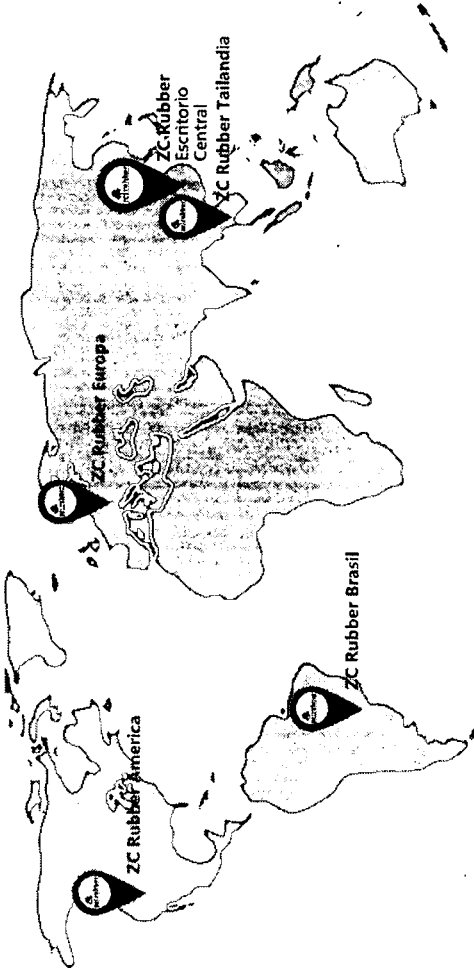 ZC Rubber America
ZC Rubber Brasil
ZC Rubber Europa
ZC Rubber
Escritorio
Central
ZC Rubber Tailandia